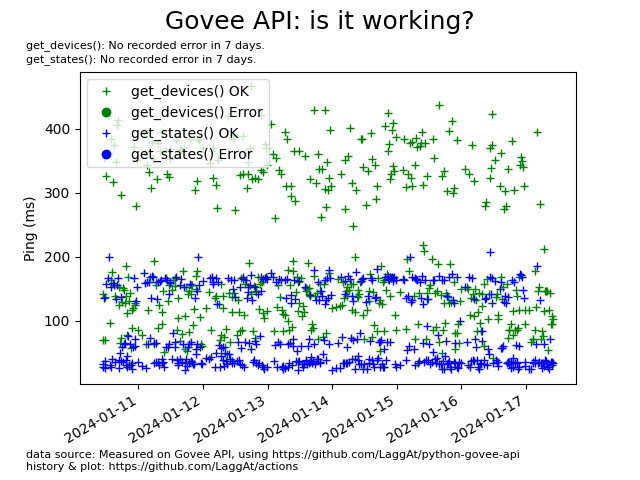 Govee API: is it working?
get_devices(): No recorded error in 7 days.
get_states(): No recorded error in 7 days.
get_devices() OK
get_devices() Error
get_states() OK
get_states() Error
Ping (ms)
400
300
200
100
2024-01-11
2024-01-12
2024-01-13
2024-01-14
2024-01-15
2024-01-16
2024-01-17
data source: Measured on Govee API, using https://github.com/LaggAt/python-govee-api
history & plot: https://github.com/LaggAt/actions